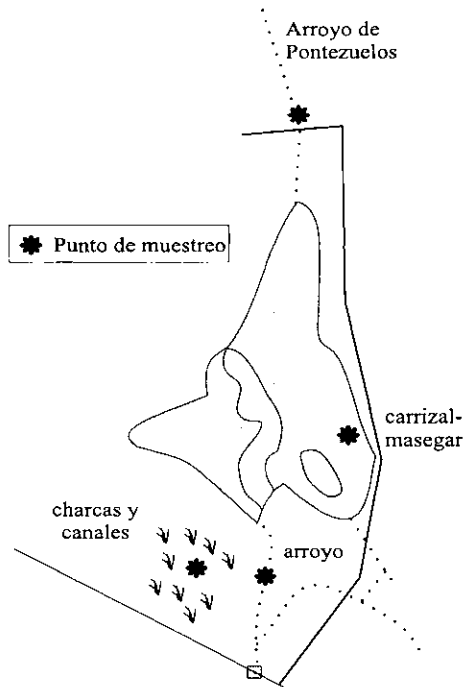 Arroyo de
Pontezuelos
Punto de muestreo
carrizal-
masegar
charcas y
canales
arroyo